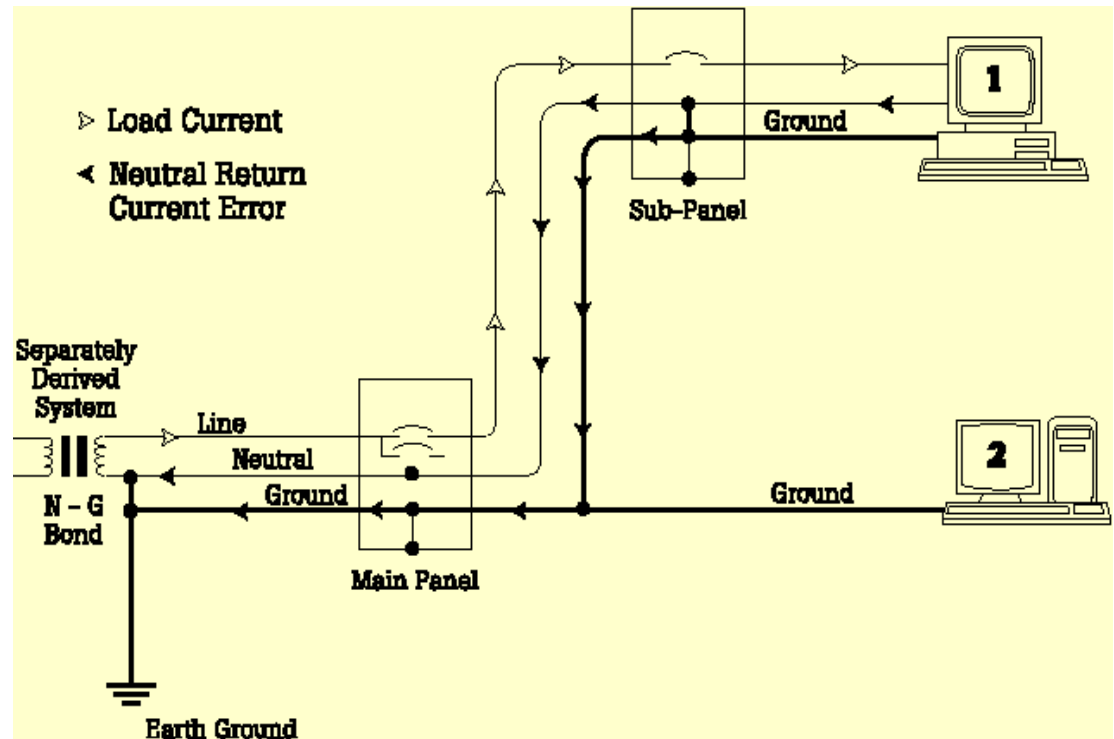 Load Current
Neutral Return
Current Error
1
Ground
Sub-Panel
Separately
Derived
System
Line
Neutral
Ground
N - G
Bond
Main Panel
2
Ground
Earth Ground